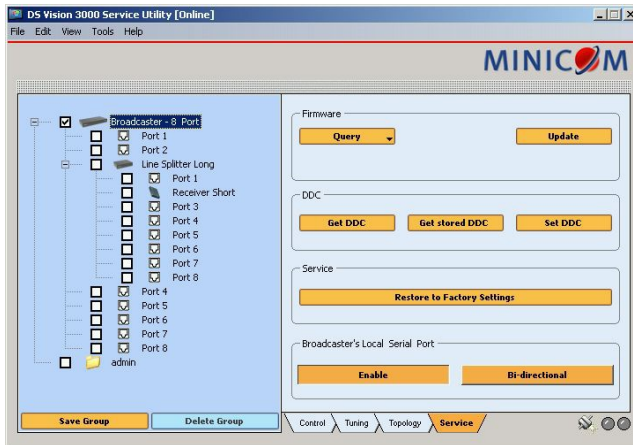 DS Vision 3000 Service Utility [Online]
File Edit View Tools Help
MINICOM
Broadcaster - 8 Port
Port 1
Port 2
Line Splitter Long
Port 1
Receiver Short
Port 3
Port 4
Port 5
Port 6
Port 7
Port 8
Port 4
Port 5
Port 6
Port 7
Port 8
admin
Save Group Delete Group
Firmware
Query Update
DDC
Get DDC Get stored DDC Set DDC
Service
Restore to Factory Settings
Broadcaster's Local Serial Port
Enable Bi-directional
Control Tuning Topology Service